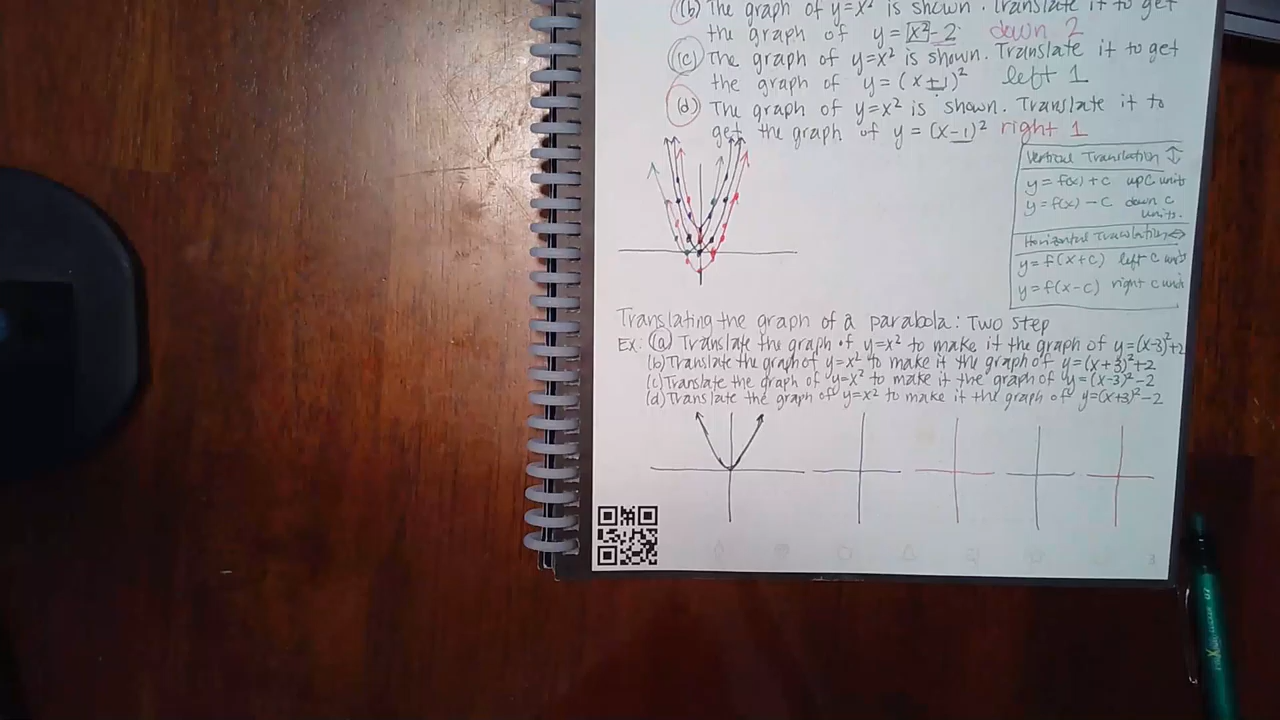 (b) The graph of y=x² is shown. Translate it to get
the graph of y = x²-2 down 2
(c) The graph of y=x² is shown. Translate it to get
the graph of y = (x+1)² left 1
(d) The graph of y=x² is shown. Translate it to
get the graph of y = (x-1)² right 1
Vertical Translation ↕
y = f(x) + c up c units
y = f(x) - c down c
units.
Horizontal Translation ↔
y = f(x+c) left c units
y = f(x-c) right c units
Translating the graph of a parabola: Two step
Ex: (a) Translate the graph of y=x² to make it the graph of y=(x-3)²+2
(b) Translate the graph of y=x² to make it the graph of y=(x+3)²+2
(c) Translate the graph of y=x² to make it the graph of y=(x-3)²-2
(d) Translate the graph of y=x² to make it the graph of y=(x+3)²-2
3